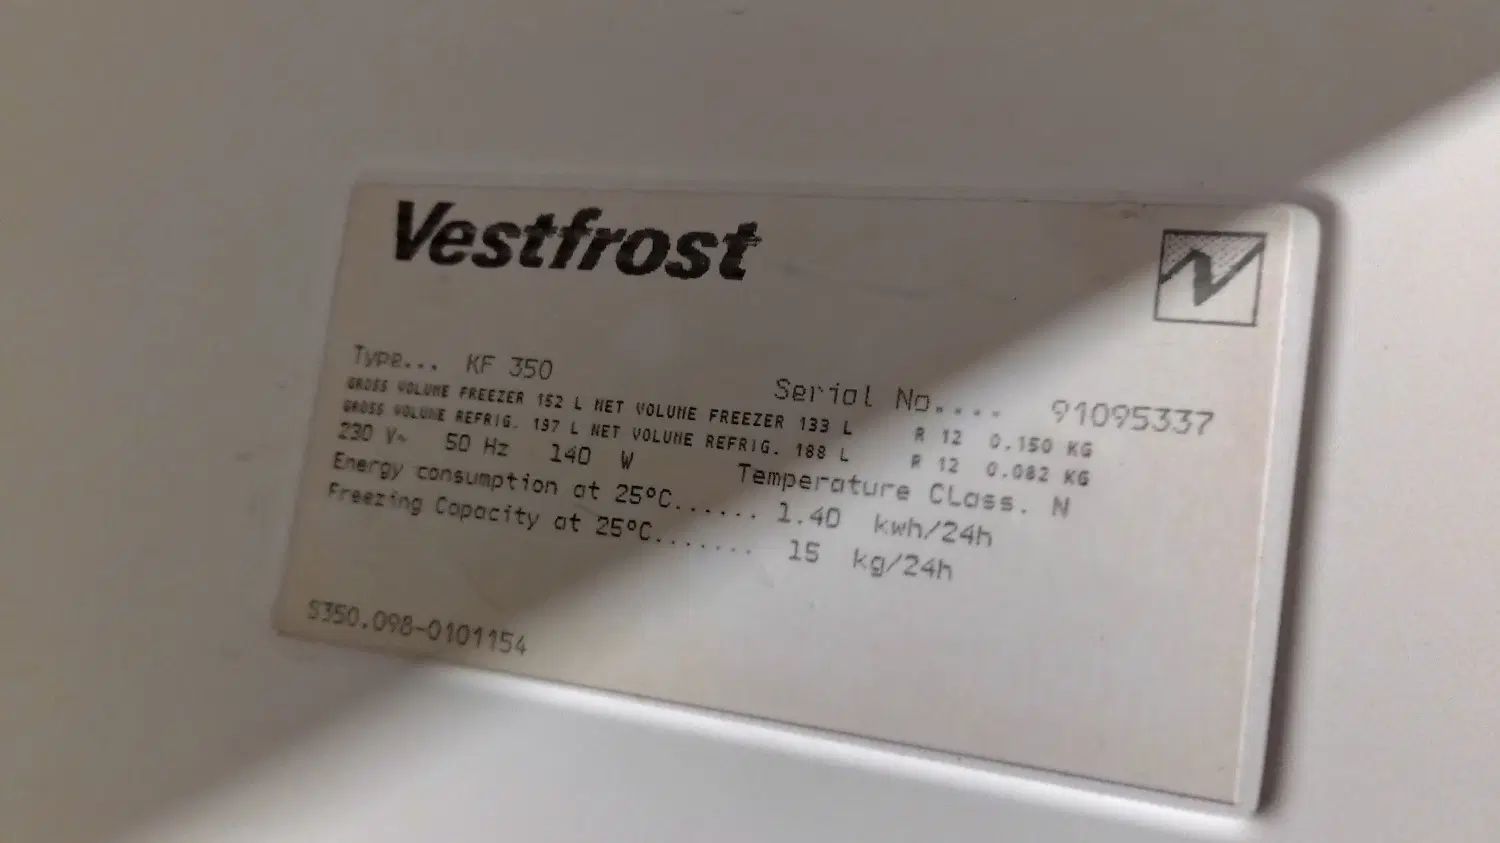 Vestfrost
Type... KF 350 Serial No.... 91095337
GROSS VOLUME FREEZER 152 L NET VOLUME FREEZER 133 L R 12 0.150 KG
GROSS VOLUME REFRIG. 197 L NET VOLUME REFRIG. 188 L R 12 0.082 KG
230 V~ 50 Hz 140 W Temperature CLass. N
Energy consumption at 25°C...... 1.40 kwh/24h
Freezing Capacity at 25°C....... 15 kg/24h
S350.098-0101154